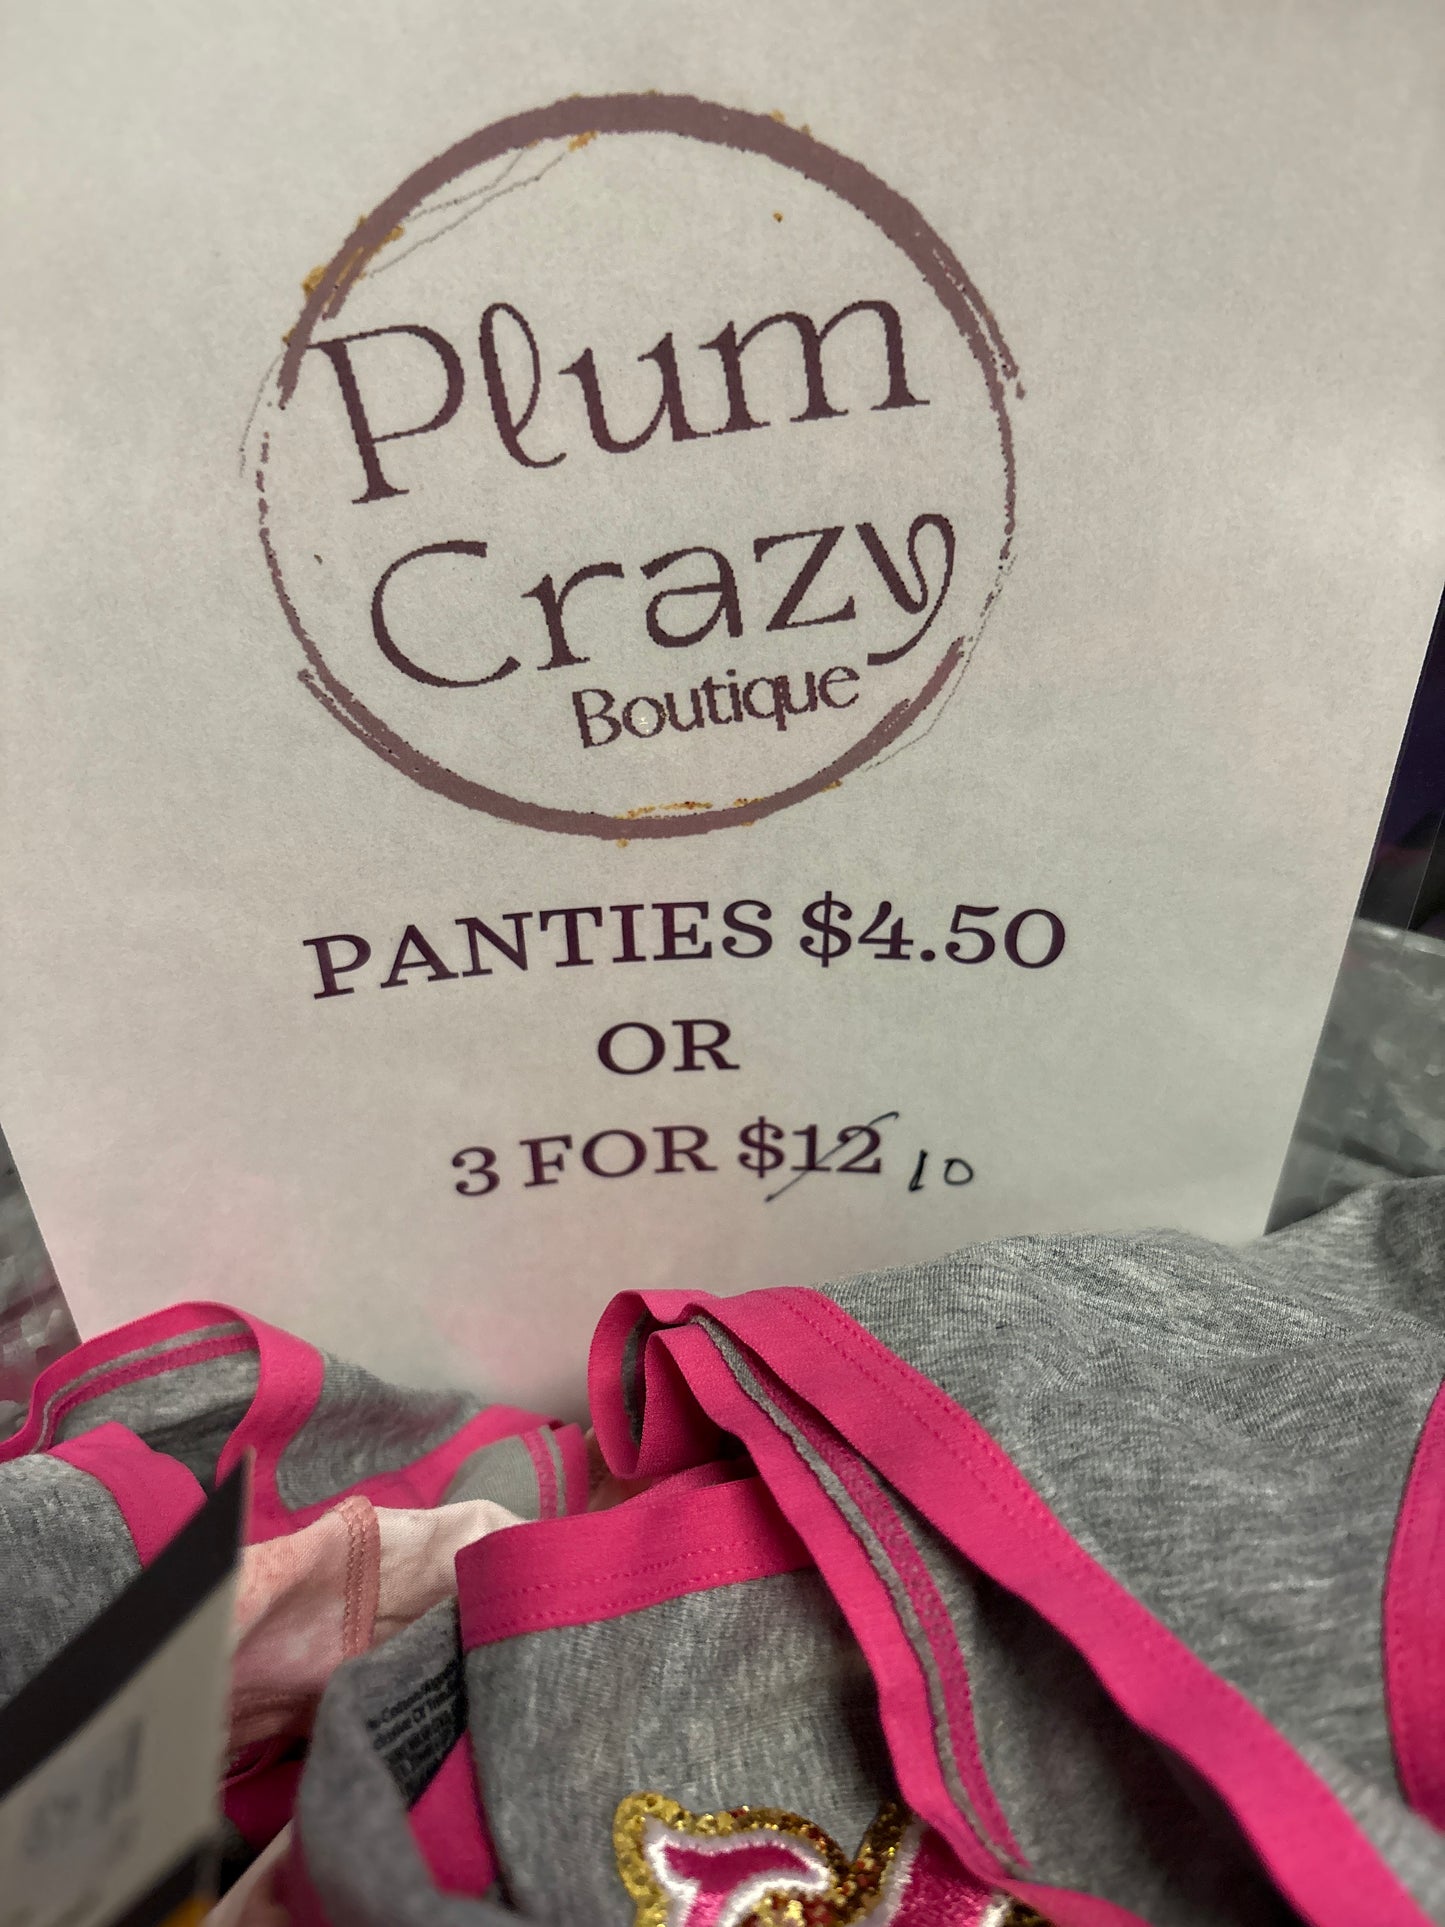 Plum
Crazy
Boutique
PANTIES $4.50
OR
3 FOR $12 10